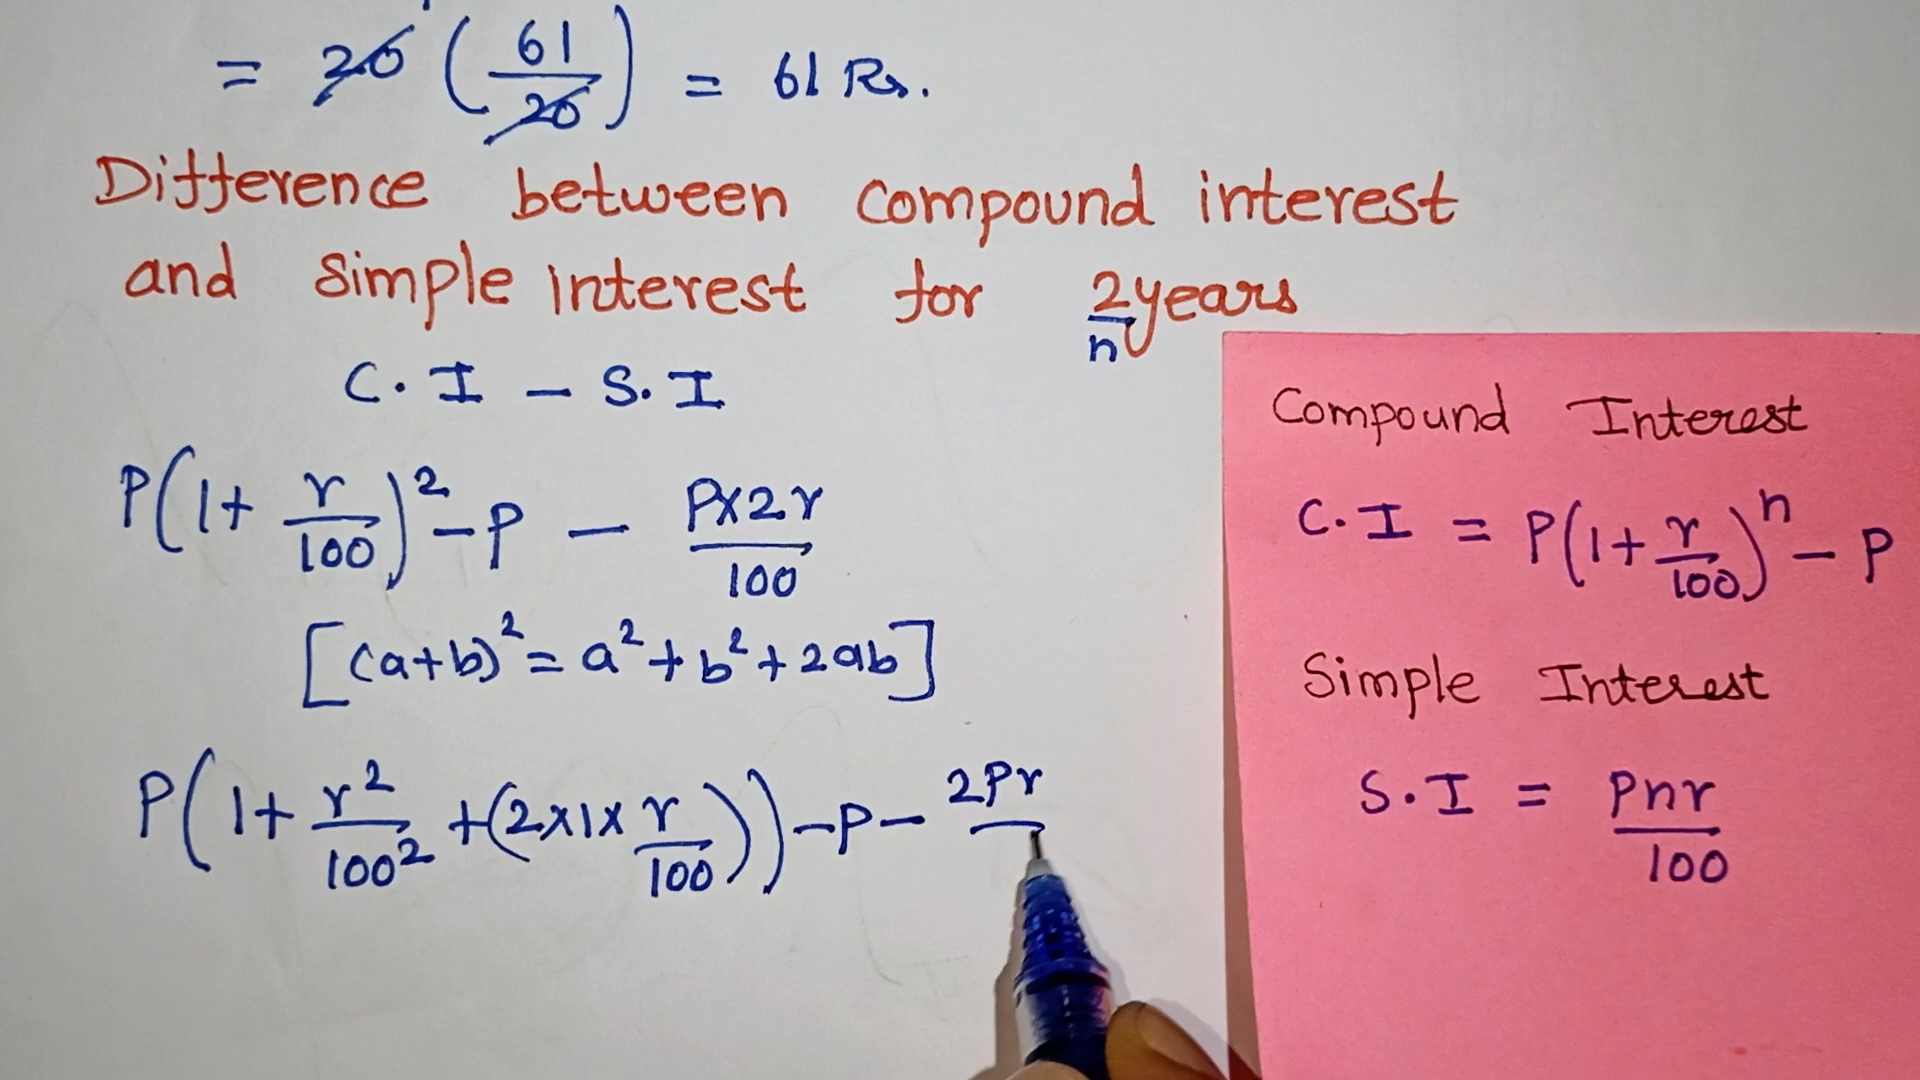 = 20 ( 61/20 ) = 61 Rs.
Difference between compound interest
and simple interest for 2 years
n
C.I - S.I
P(1 + r/100)² - P - P×2r/100
[(a+b)² = a² + b² + 2ab]
P(1 + r²/100² + (2×1× r/100)) - P - 2Pr
Compound Interest
C.I = P(1 + r/100)ⁿ - P
Simple Interest
S.I = Pnr/100